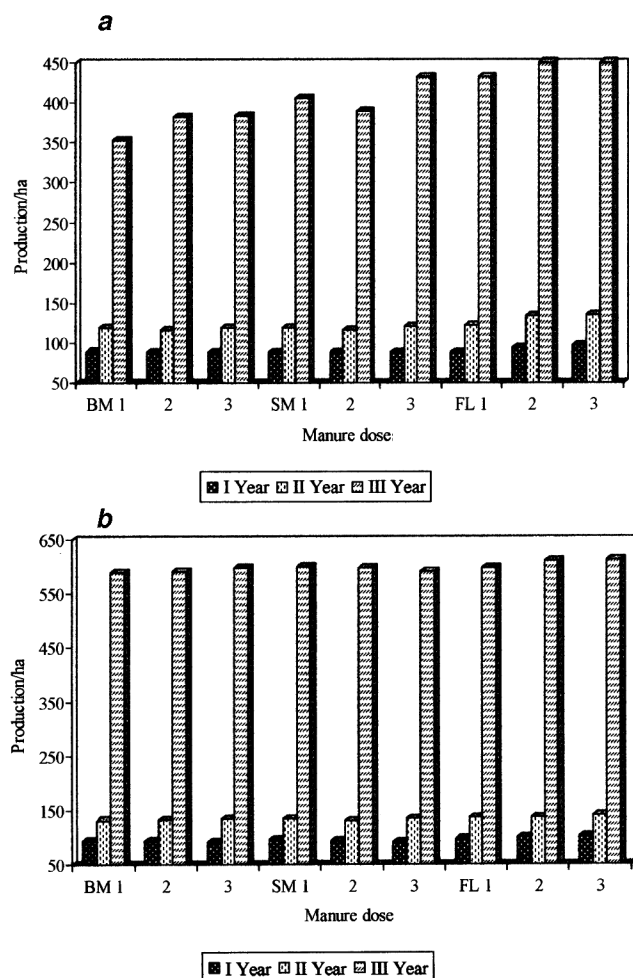 a
450
400
350
300
250
200
150
100
50
Production/ha
BM 1 2 3 SM 1 2 3 FL 1 2 3
Manure dose
I Year II Year III Year
b
650
550
450
350
250
150
50
Production/ha
BM 1 2 3 SM 1 2 3 FL 1 2 3
Manure dose
I Year II Year III Year